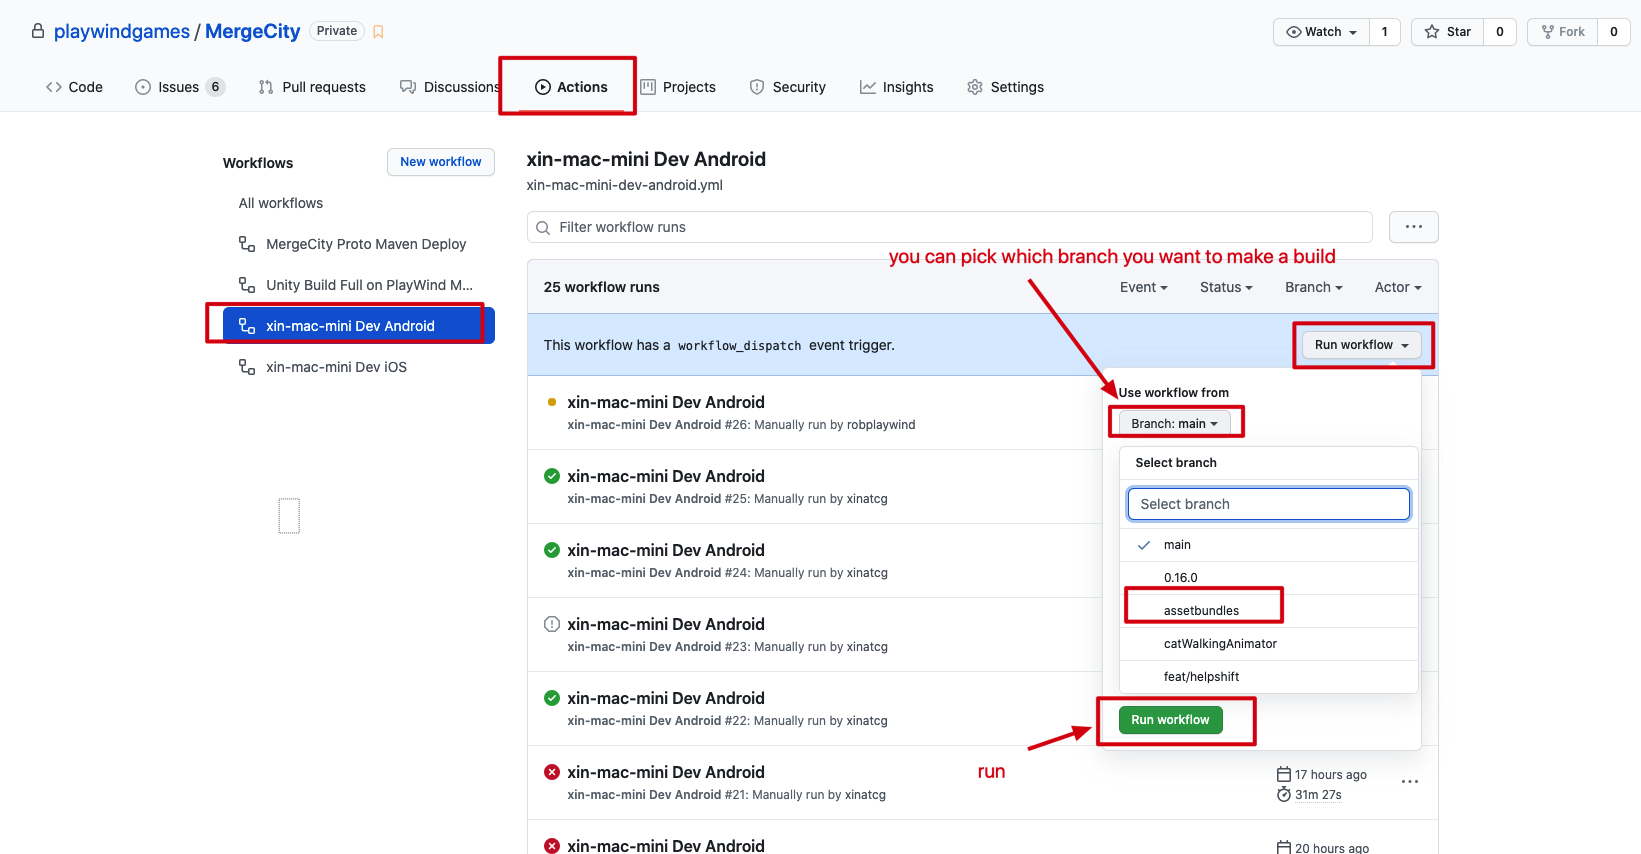 playwindgames / MergeCity Private
Watch 1 Star 0 Fork 0
Code Issues 6 Pull requests Discussions Actions Projects Security Insights Settings
Workflows
New workflow
All workflows
MergeCity Proto Maven Deploy
Unity Build Full on PlayWind M...
xin-mac-mini Dev Android
xin-mac-mini Dev iOS
xin-mac-mini Dev Android
xin-mac-mini-dev-android.yml
Filter workflow runs
you can pick which branch you want to make a build
25 workflow runs
Event Status Branch Actor
This workflow has a workflow_dispatch event trigger.
Run workflow
xin-mac-mini Dev Android
xin-mac-mini Dev Android #26: Manually run by robplaywind
xin-mac-mini Dev Android
xin-mac-mini Dev Android #25: Manually run by xinatcg
xin-mac-mini Dev Android
xin-mac-mini Dev Android #24: Manually run by xinatcg
xin-mac-mini Dev Android
xin-mac-mini Dev Android #23: Manually run by xinatcg
xin-mac-mini Dev Android
xin-mac-mini Dev Android #22: Manually run by xinatcg
xin-mac-mini Dev Android
xin-mac-mini Dev Android #21: Manually run by xinatcg
17 hours ago
31m 27s
xin-mac-mini Dev Android
20 hours ago
Use workflow from
Branch: main
Select branch
Select branch
main
0.16.0
assetbundles
catWalkingAnimator
feat/helpshift
Run workflow
run